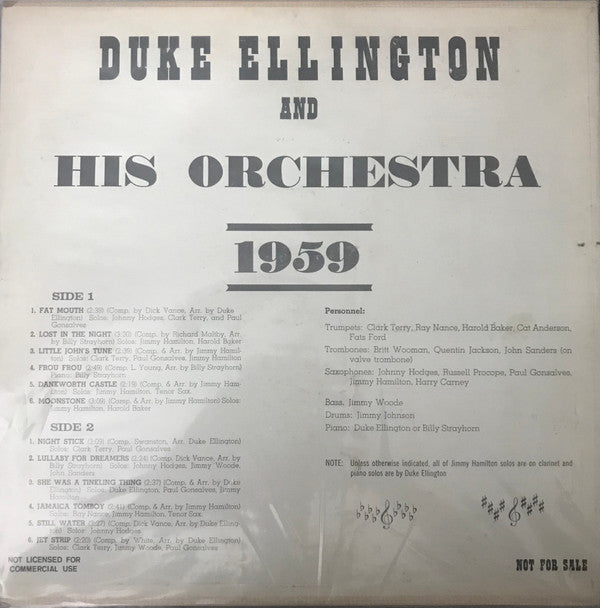 DUKE ELLINGTON
AND
HIS ORCHESTRA
1959
SIDE 1
1. FAT MOUTH (2:38) (Comp. by Dick Vance, Arr. by Duke
Ellington) Solos: Johnny Hodges, Clark Terry, and Paul
Gonsalves
2. LOST IN THE NIGHT (3:20) (Comp. by Richard Maltby, Arr.
by Billy Strayhorn) Solos: Jimmy Hamilton, Harold Baker
3. LITTLE JOHN'S TUNE (2:39) (Comp. & Arr. by Jimmy Hamil-
ton) Solos: Clark Terry, Paul Gonsalves, Jimmy Hamilton
4. FROU FROU (2:49) (Comp. L. Young, Arr. by Billy Strayhorn)
Piano: Billy Strayhorn
5. DANKWORTH CASTLE (2:19) (Comp. & Arr. by Jimmy Ham-
ilton) Solos: Jimmy Hamilton, Tenor Sax.
6. MOONSTONE (3:09) (Comp. & Arr. by Jimmy Hamilton) Solos:
Jimmy Hamilton, Harold Baker
SIDE 2
1. NIGHT STICK (2:09) (Comp. Swanston, Arr. Duke Ellington)
Solos: Clark Terry, Paul Gonsalves
2. LULLABY FOR DREAMERS (2:24) (Comp. Dick Vance, Arr. by
Billy Strayhorn) Solos: Johnny Hodges, Jimmy Woode,
John Sanders
3. SHE WAS A TINKLING THING (2:37) (Comp. & Arr. by Duke
Ellington) Solos: Duke Ellington, Paul Gonsalves, Jimmy
Hamilton
4. JAMAICA TOMBOY (2:41) (Comp. & Arr. by Jimmy Hamilton)
Solos: Ray Nance, Jimmy Hamilton, Tenor Sax.
5. STILL WATER (2:27) (Comp. Dick Vance, Arr. by Duke Elling-
ton) Solos: Johnny Hodges
6. JET STRIP (2:20) (Comp. by White, Arr. by Duke Ellington)
Solos: Clark Terry, Jimmy Woode, Paul Gonsalves
NOT LICENSED FOR
COMMERCIAL USE
Personnel:
Trumpets: Clark Terry, Ray Nance, Harold Baker, Cat Anderson,
Fats Ford
Trombones: Britt Wooman, Quentin Jackson, John Sanders (on
valve trombone)
Saxophones: Johnny Hodges, Russell Procope, Paul Gonsalves,
Jimmy Hamilton, Harry Carney
Bass. Jimmy Woode
Drums: Jimmy Johnson
Piano: Duke Ellington or Billy Strayhorn
NOTE: Unless otherwise indicated, all of Jimmy Hamilton solos are on clarinet and
piano solos are by Duke Ellington
NOT FOR SALE